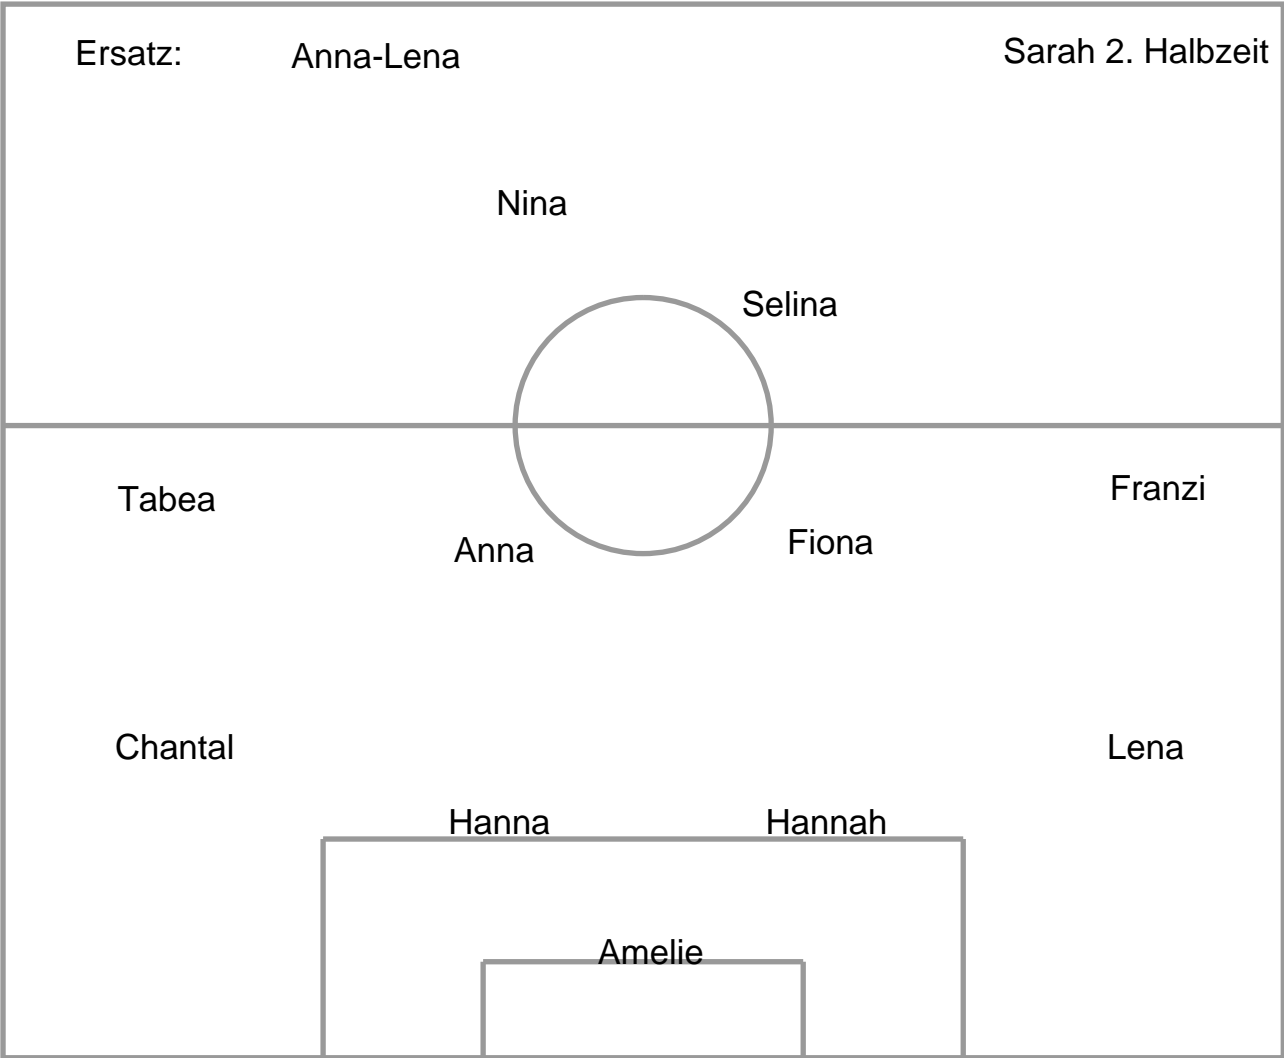 Ersatz: Anna-Lena Sarah 2. Halbzeit
Nina
Selina
Tabea Franzi
Anna Fiona
Chantal Lena
Hanna Hannah
Amelie